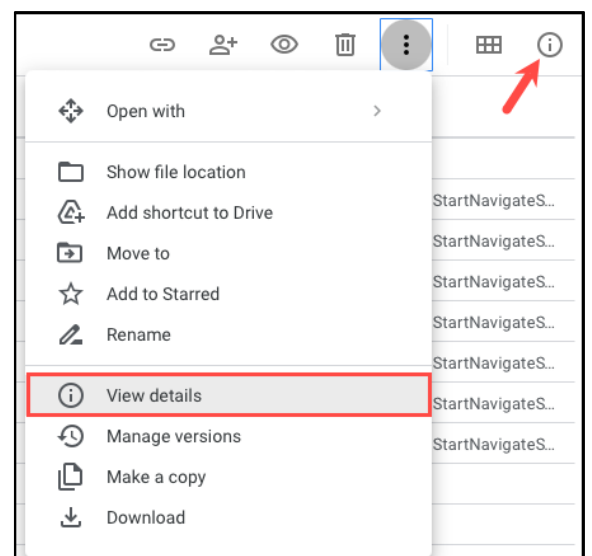 Open with
Show file location
Add shortcut to Drive
StartNavigateS...
Move to
StartNavigateS...
Add to Starred
StartNavigateS...
Rename
StartNavigateS...
StartNavigateS...
View details
StartNavigateS...
Manage versions
StartNavigateS...
Make a copy
Download